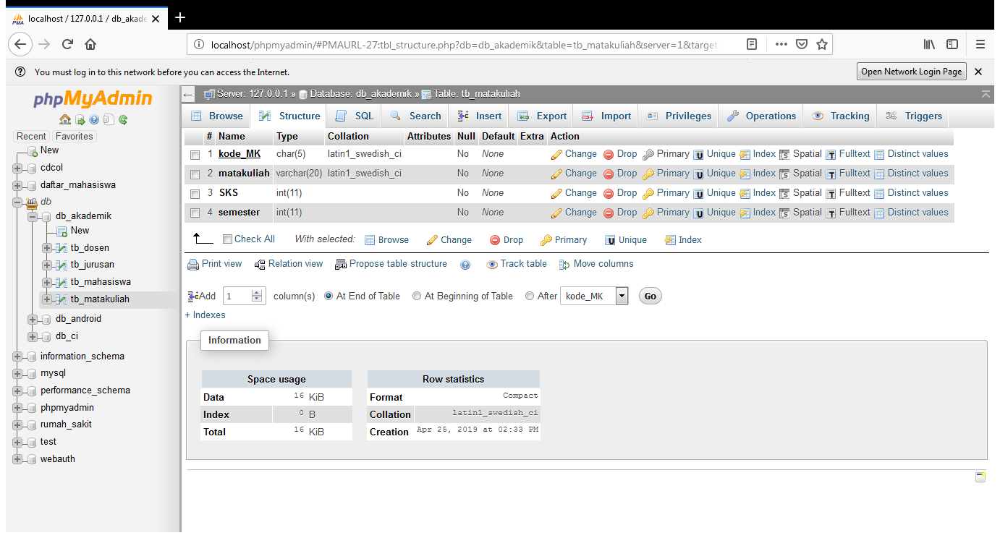 localhost / 127.0.0.1 / db_akade
localhost/phpmyadmin/#PMAURL-27:tbl_structure.php?db=db_akademik&table=tb_matakuliah&server=1&target
You must log in to this network before you can access the Internet.
Open Network Login Page
phpMyAdmin
Recent Favorites
New
cdcol
daftar_mahasiswa
db
db_akademik
New
tb_dosen
tb_jurusan
tb_mahasiswa
tb_matakuliah
db_android
db_ci
information_schema
mysql
performance_schema
phpmyadmin
rumah_sakit
test
webauth
Server: 127.0.0.1 » Database: db_akademik » Table: tb_matakuliah
Browse Structure SQL Search Insert Export Import Privileges Operations Tracking Triggers
# Name Type Collation Attributes Null Default Extra Action
1 kode_MK char(5) latin1_swedish_ci No None Change Drop Primary Unique Index Spatial Fulltext Distinct values
2 matakuliah varchar(20) latin1_swedish_ci No None Change Drop Primary Unique Index Spatial Fulltext Distinct values
3 SKS int(11) No None Change Drop Primary Unique Index Spatial Fulltext Distinct values
4 semester int(11) No None Change Drop Primary Unique Index Spatial Fulltext Distinct values
Check All With selected: Browse Change Drop Primary Unique Index
Print view Relation view Propose table structure Track table Move columns
Add 1 column(s) At End of Table At Beginning of Table After kode_MK Go
+ Indexes
Information
Space usage
Data 16 KiB
Index 0 B
Total 16 KiB
Row statistics
Format Compact
Collation latin1_swedish_ci
Creation Apr 25, 2019 at 02:33 PM